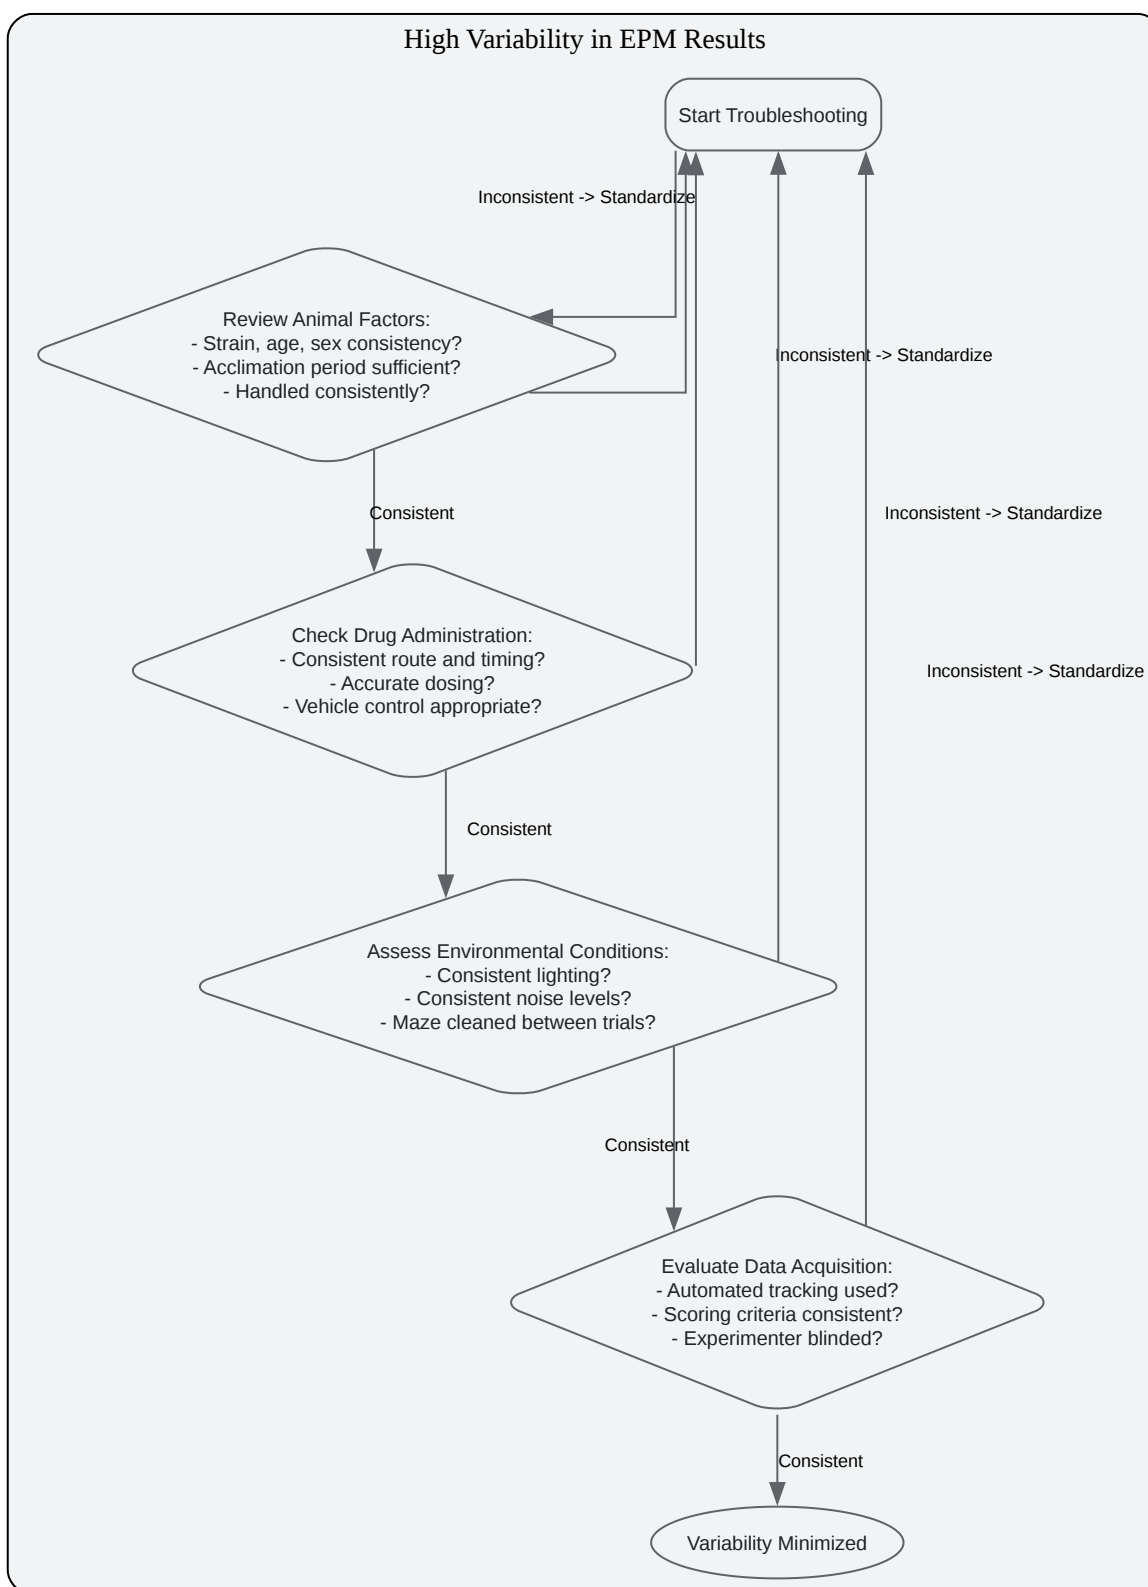 High Variability in EPM Results
Start Troubleshooting
Inconsistent -> Standardize
Review Animal Factors:
- Strain, age, sex consistency?
- Acclimation period sufficient?
- Handled consistently?
Inconsistent -> Standardize
Consistent
Inconsistent -> Standardize
Check Drug Administration:
- Consistent route and timing?
- Accurate dosing?
- Vehicle control appropriate?
Inconsistent -> Standardize
Consistent
Assess Environmental Conditions:
- Consistent lighting?
- Consistent noise levels?
- Maze cleaned between trials?
Consistent
Evaluate Data Acquisition:
- Automated tracking used?
- Scoring criteria consistent?
- Experimenter blinded?
Consistent
Variability Minimized